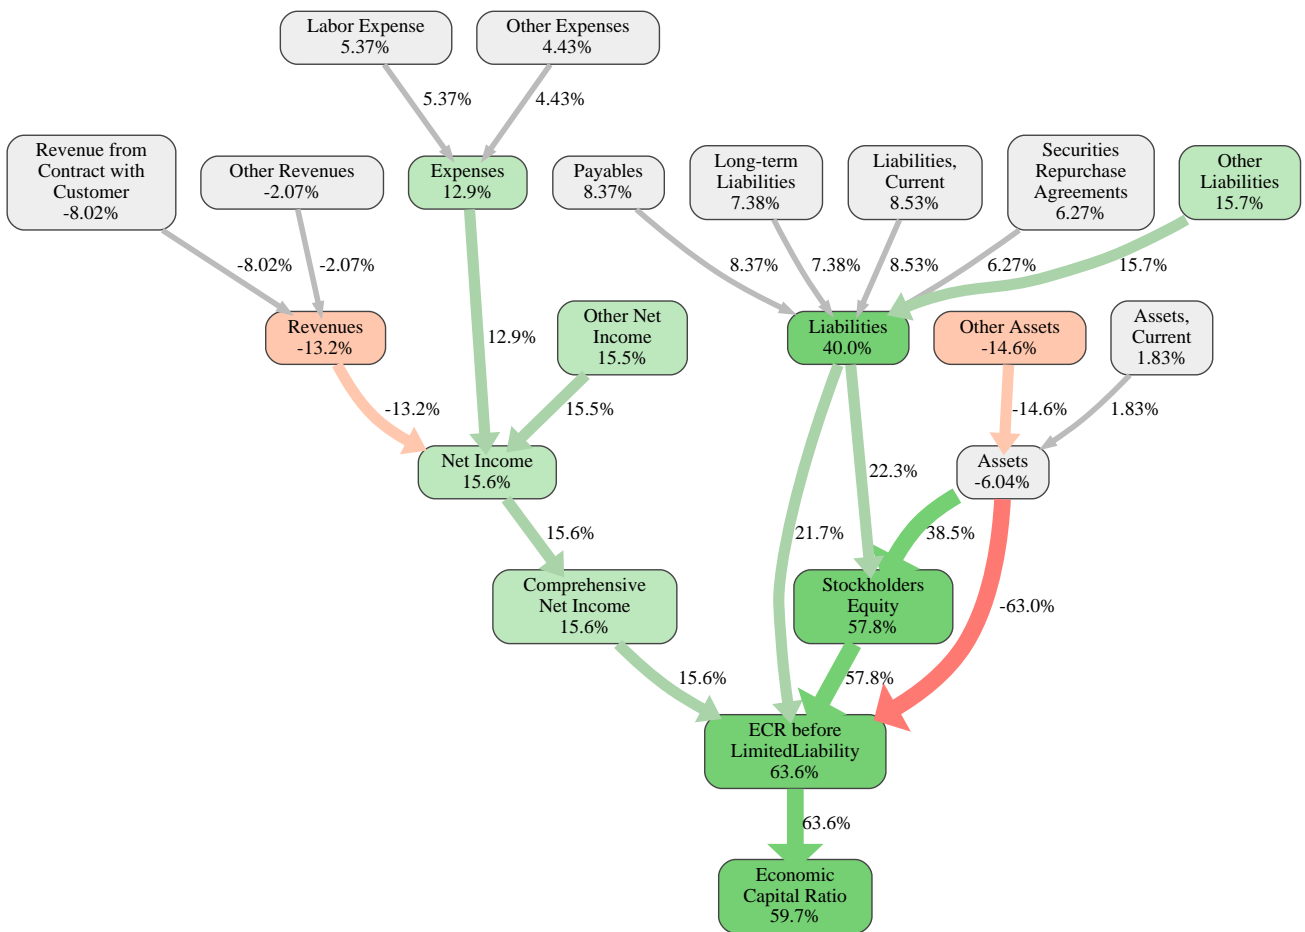 Labor Expense
5.37%
Other Expenses
4.43%
5.37%
4.43%
Revenue from
Contract with
Customer
-8.02%
Other Revenues
-2.07%
Expenses
12.9%
Payables
8.37%
Long-term
Liabilities
7.38%
Liabilities,
Current
8.53%
Securities
Repurchase
Agreements
6.27%
Other
Liabilities
15.7%
-8.02%
-2.07%
8.37%
7.38%
8.53%
6.27%
15.7%
Revenues
-13.2%
12.9%
Other Net
Income
15.5%
Liabilities
40.0%
Other Assets
-14.6%
Assets,
Current
1.83%
-13.2%
15.5%
-14.6%
1.83%
Net Income
15.6%
22.3%
Assets
-6.04%
15.6%
21.7%
38.5%
Comprehensive
Net Income
15.6%
Stockholders
Equity
57.8%
-63.0%
15.6%
57.8%
ECR before
LimitedLiability
63.6%
63.6%
Economic
Capital Ratio
59.7%